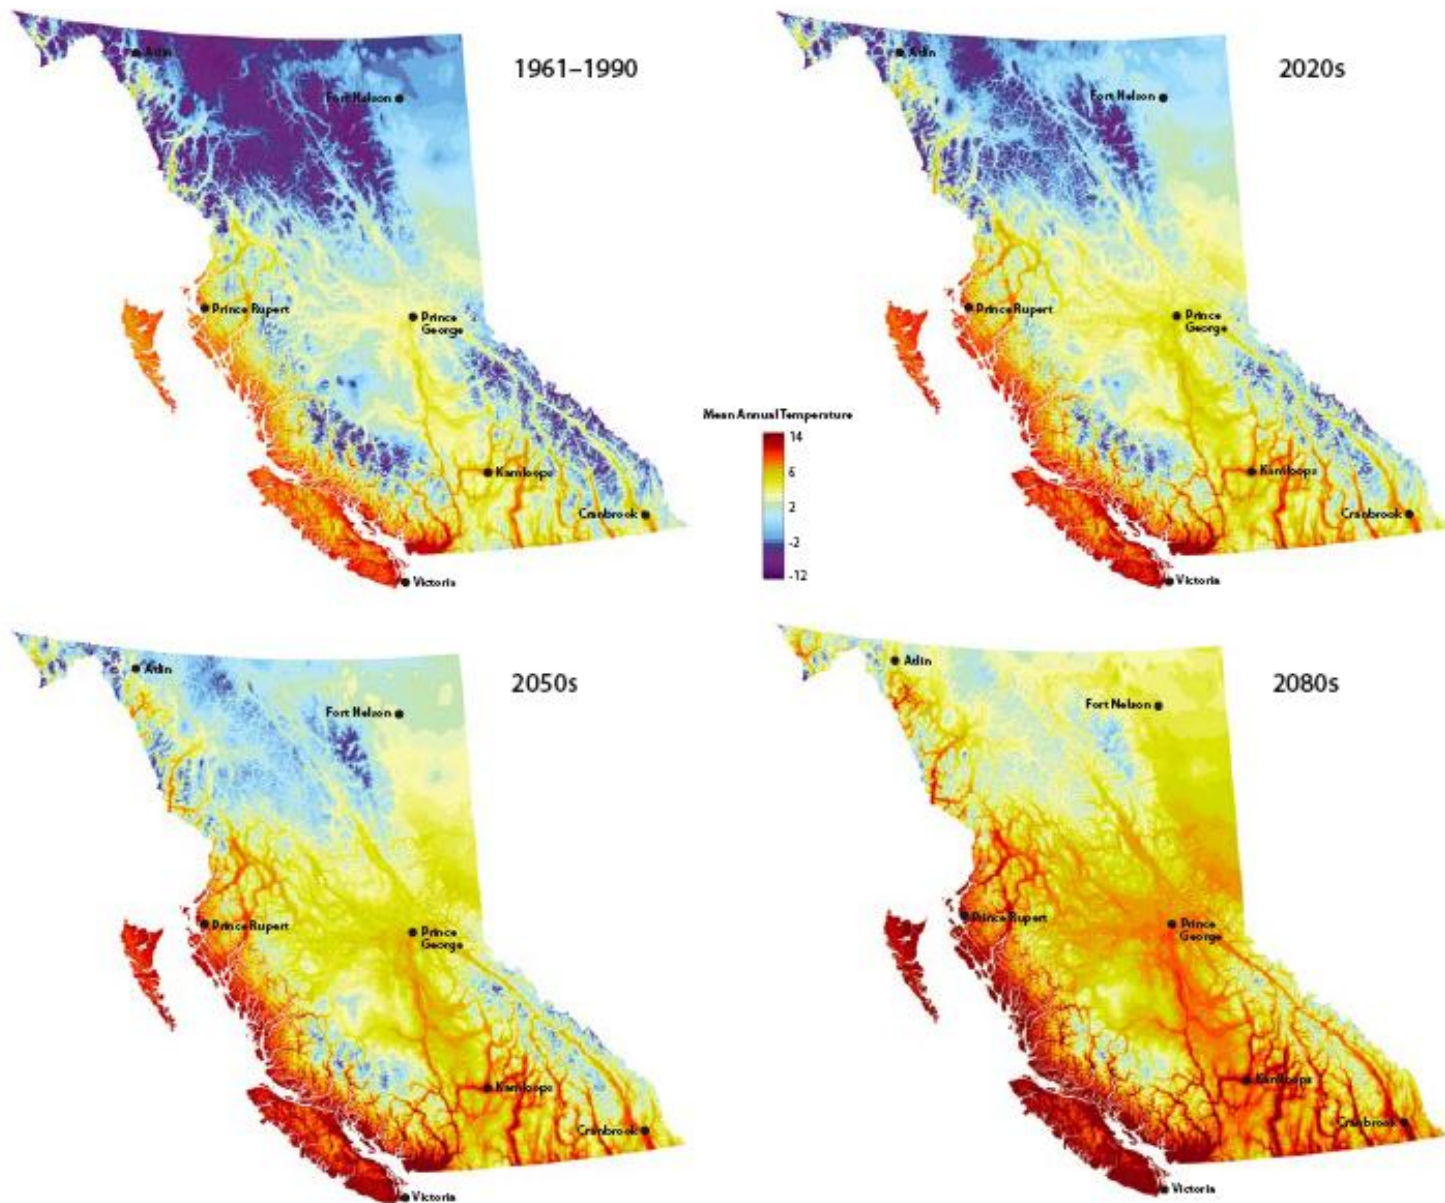 1961–1990
Atlin
Fort Nelson
Prince Rupert
Prince
George
Kamloops
Cranbrook
Victoria
2020s
Atlin
Fort Nelson
Prince Rupert
Prince
George
Kamloops
Cranbrook
Victoria
Mean Annual Temperature
14
6
2
-2
-12
2050s
Atlin
Fort Nelson
Prince Rupert
Prince
George
Kamloops
Cranbrook
Victoria
2080s
Atlin
Fort Nelson
Prince Rupert
Prince
George
Kamloops
Cranbrook
Victoria